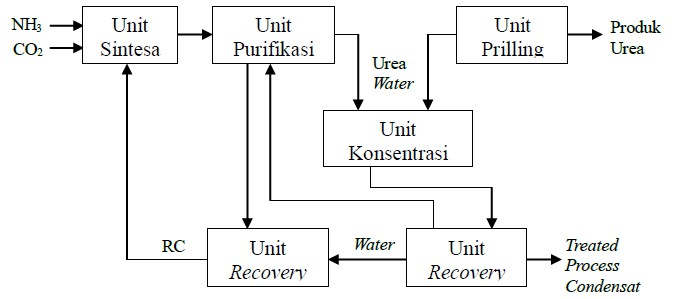 NH₃
CO₂
Unit
Sintesa
Unit
Purifikasi
Unit
Prilling
Produk
Urea
Urea
Water
Unit
Konsentrasi
RC
Unit
Recovery
Water
Unit
Recovery
Treated
Process
Condensat